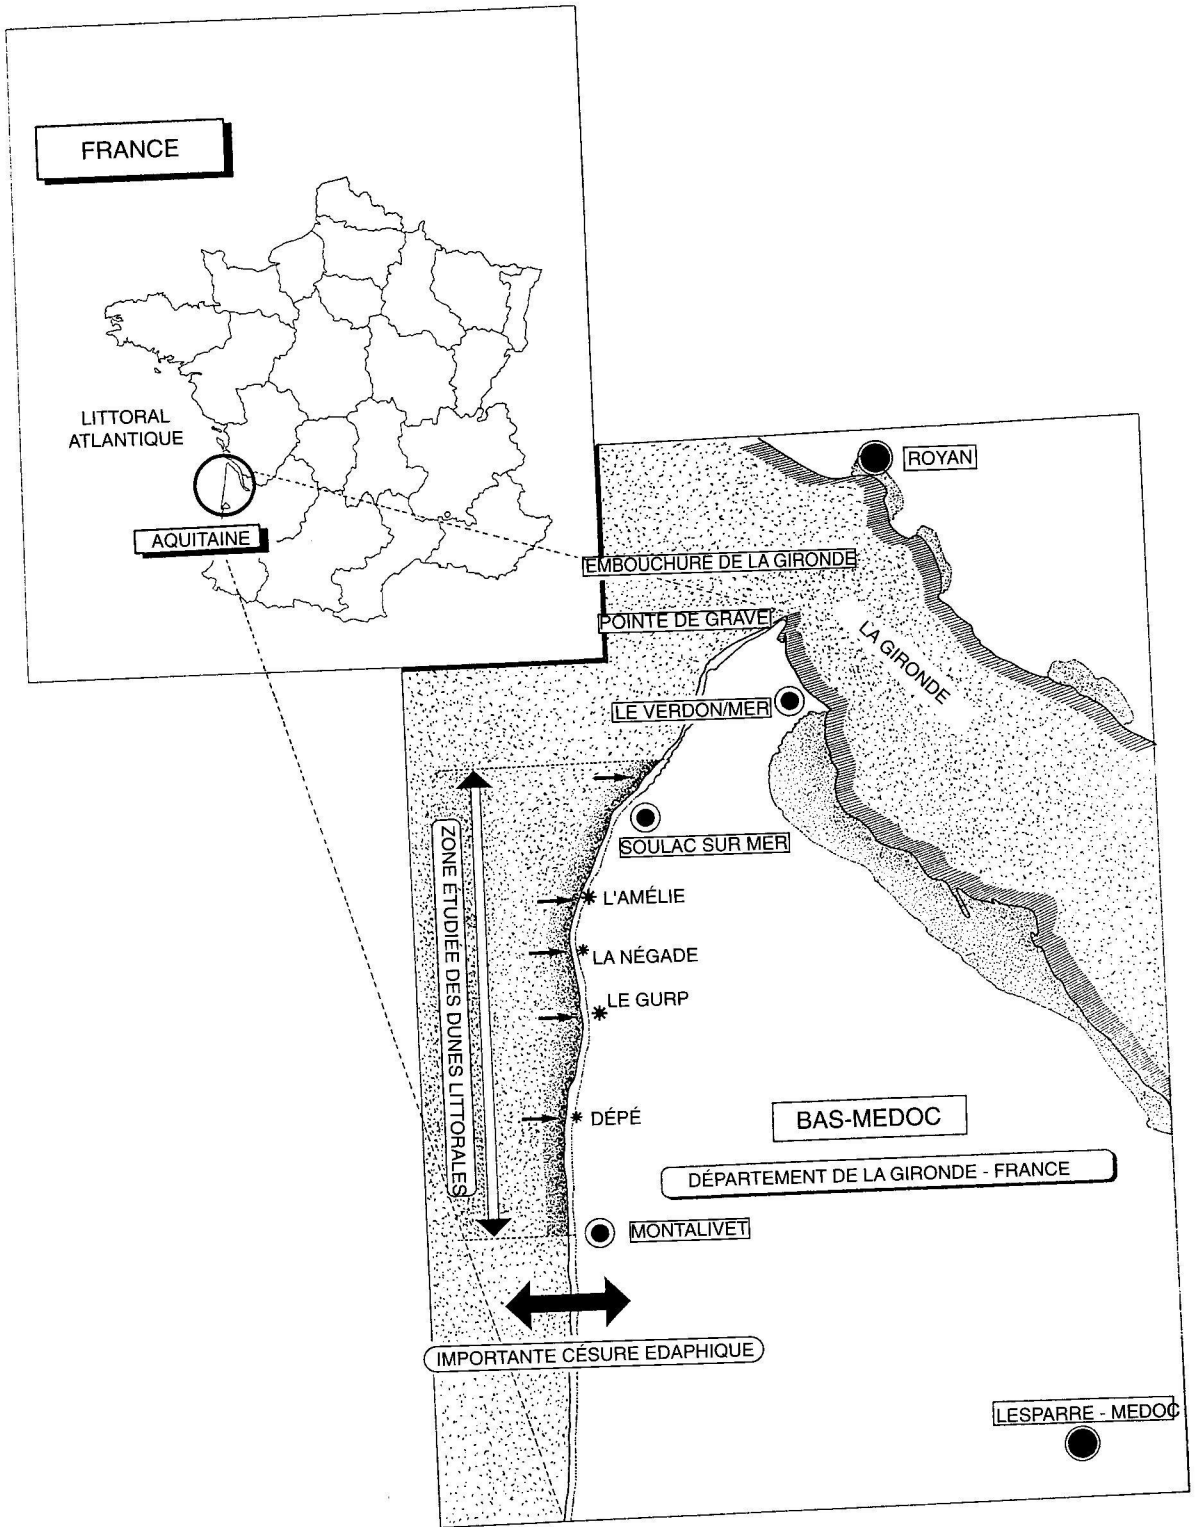 FRANCE
LITTORAL
ATLANTIQUE
AQUITAINE
ROYAN
EMBOUCHURE DE LA GIRONDE
POINTE DE GRAVE
LA GIRONDE
LE VERDON/MER
SOULAC SUR MER
ZONE ETUDIEE DES DUNES LITTORALES
L'AMÉLIE
LA NÉGADE
LE GURP
DÉPÉ
BAS-MEDOC
DÉPARTEMENT DE LA GIRONDE - FRANCE
MONTALIVET
IMPORTANTE CÉSURE EDAPHIQUE
LESPARRE - MEDOC